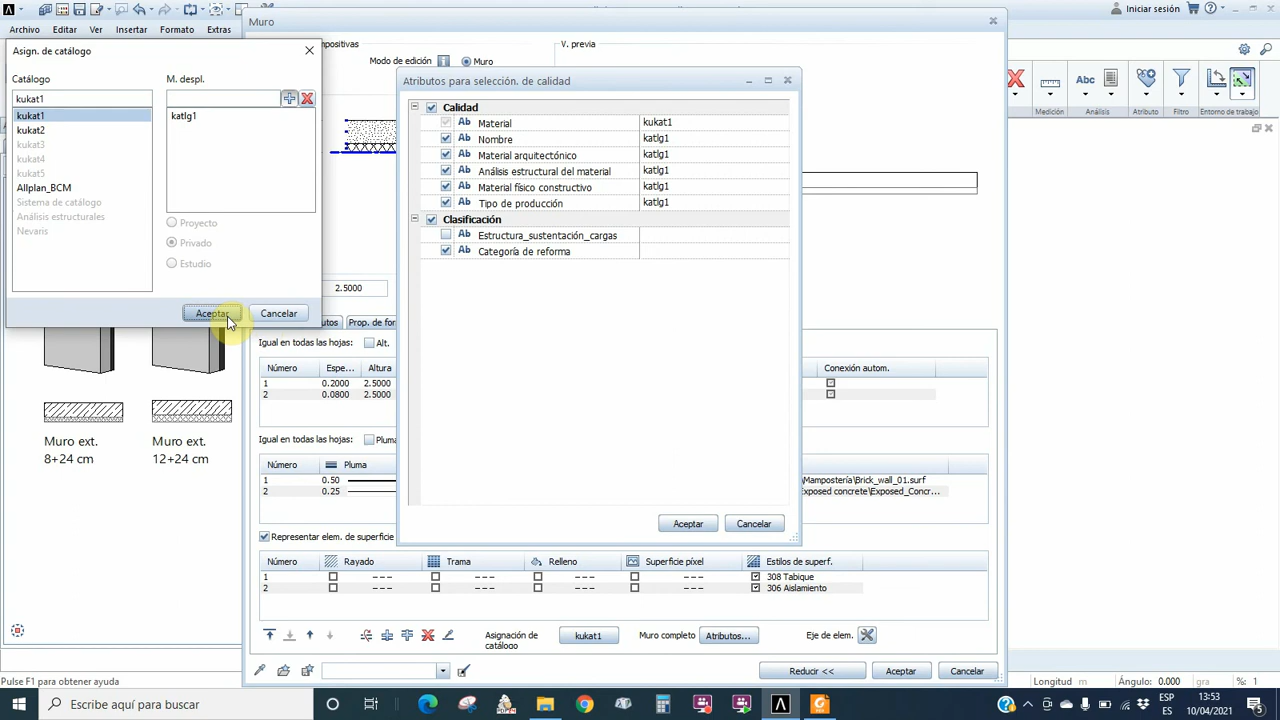 Iniciar sesión
Archivo Editar Ver Insertar Formato Extras
Muro
Asign. de catálogo
Catálogo
M. despl.
kukat1
kukat1
kukat2
kukat3
kukat4
kukat5
Allplan_BCM
Sistema de catálogo
Análisis estructurales
Nevaris
katlg1
Proyecto
Privado
Estudio
Aceptar Cancelar
V. previa
Modo de edición Muro
Atributos para selección. de calidad
Calidad
Material kukat1
Nombre katlg1
Material arquitectónico katlg1
Análisis estructural del material katlg1
Material físico constructivo katlg1
Tipo de producción katlg1
Clasificación
Estructura_sustentación_cargas
Categoría de reforma
Aceptar Cancelar
Abc
Medición Análisis Atributos Filtro Entorno de trabajo
2.5000
Igual en todas las hojas: Alt.
Número Espe... Altura Conexión autom.
1 0.2000 2.5000
2 0.0800 2.5000
Igual en todas las hojas: Pluma
Número Pluma
1 0.50 Mampostería\Brick_wall_01.surf
2 0.25 Exposed concrete\Exposed_Concr...
Representar elem. de superficie
Número Rayado Trama Relleno Superficie píxel Estilos de superf.
1 --- --- --- --- 308 Tabique
2 --- --- --- --- 306 Aislamiento
Asignación de catálogo kukat1 Muro completo Atributos... Eje de elem.
Reducir << Aceptar Cancelar
Muro ext.
8+24 cm
Muro ext.
12+24 cm
Pulse F1 para obtener ayuda
Longitud m Ángulo: 0.000 gra %: 1
Escribe aquí para buscar
ESP
ES
13:53
10/04/2021